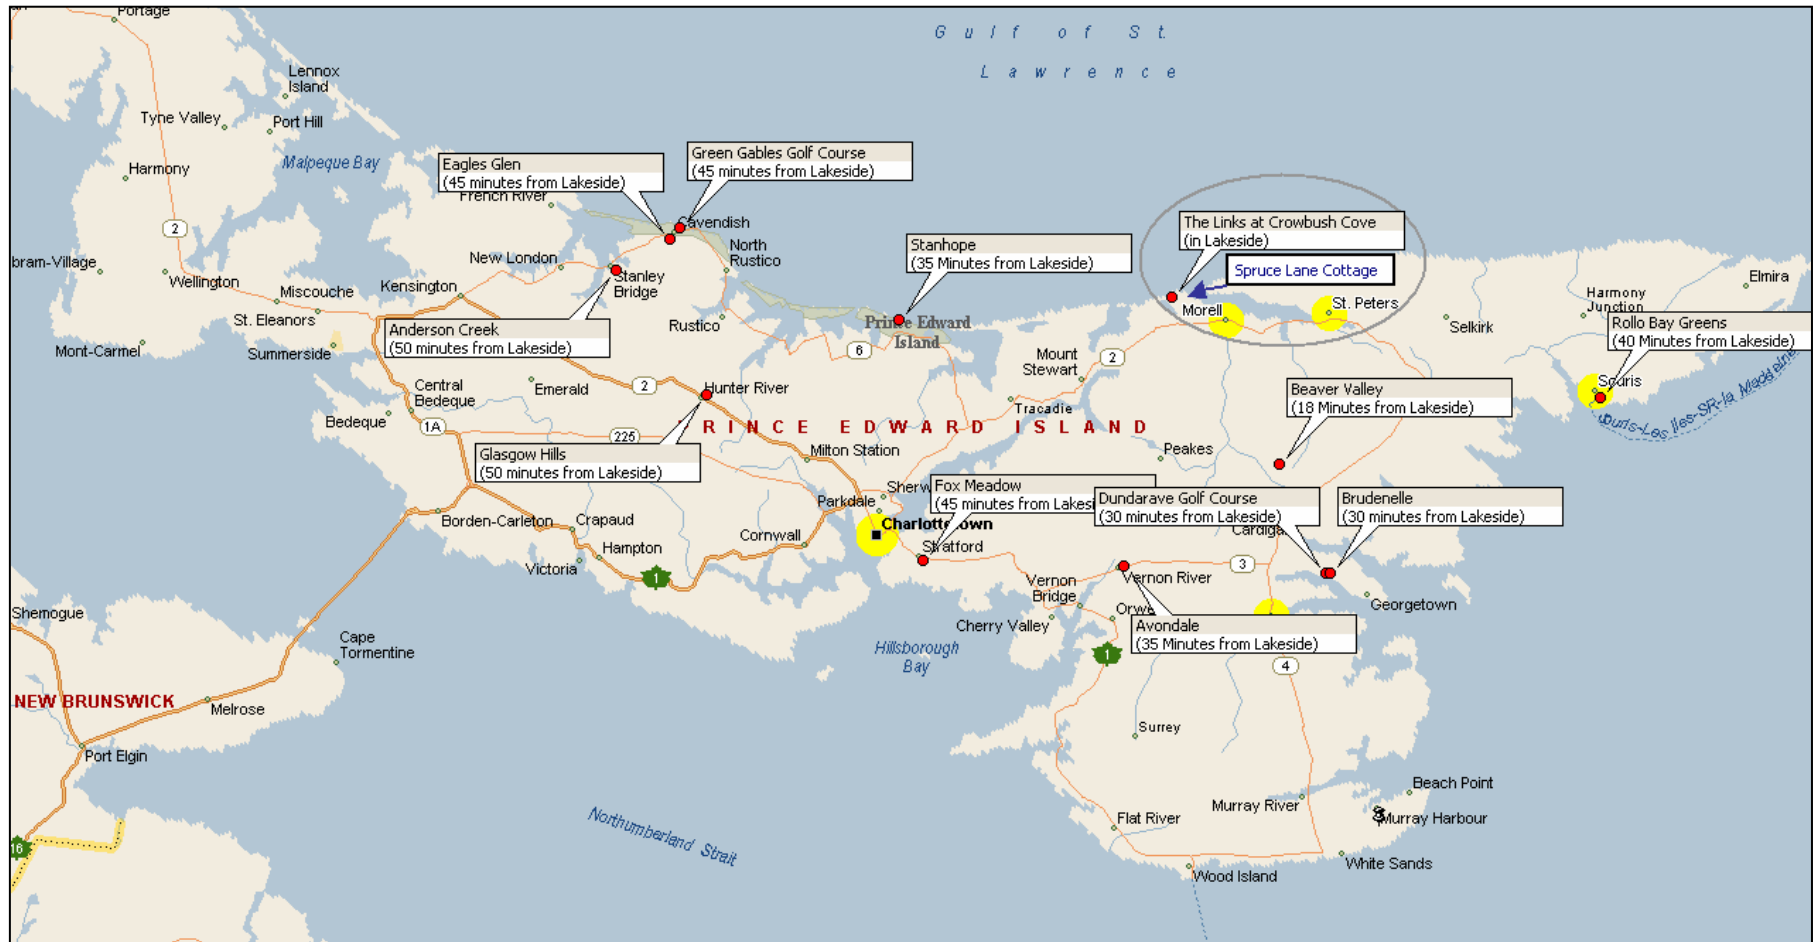 Portage
Gulf of St.
Lawrence
Lennox
Island
Tyne Valley
Port Hill
Malpeque Bay
Harmony
Eagles Glen
(45 minutes from Lakeside)
Green Gables Golf Course
(45 minutes from Lakeside)
French River
Cavendish
2
North
Rustico
Stanhope
(35 Minutes from Lakeside)
The Links at Crowbush Cove
(in Lakeside)
Spruce Lane Cottage
bram-Village
Wellington
New London
Stanley
Bridge
Kensington
Miscouche
St. Eleanors
Elmira
Harmony
Junction
Morell
St. Peters
Selkirk
Rollo Bay Greens
(40 Minutes from Lakeside)
Anderson Creek
(50 minutes from Lakeside)
Rustico
Prince Edward
Island
Mont-Carmel
Summerside
6
2
Mount
Stewart
Souris
Central
Bedeque
Emerald
2
Hunter River
Beaver Valley
(18 Minutes from Lakeside)
Bedeque
1A
225
Tracadie
PRINCE EDWARD ISLAND
Glasgow Hills
(50 minutes from Lakeside)
Milton Station
Peakes
Parkdale
Sherw
Fox Meadow
(45 minutes from Lakesi
Dundarave Golf Course
(30 minutes from Lakeside)
Brudenelle
(30 minutes from Lakeside)
Borden-Carleton
Crapaud
Cornwall
Charlottetown
Cardiga
Hampton
Victoria
1
Stratford
Vernon River
3
Vernon
Bridge
Orwe
Georgetown
Cherry Valley
Avondale
(35 Minutes from Lakeside)
Shemogue
Cape
Tormentine
Hillsborough
Bay
1
4
NEW BRUNSWICK
Melrose
Surrey
Port Elgin
Beach Point
Murray River
Murray Harbour
Flat River
Northumberland Strait
16
White Sands
Wood Island